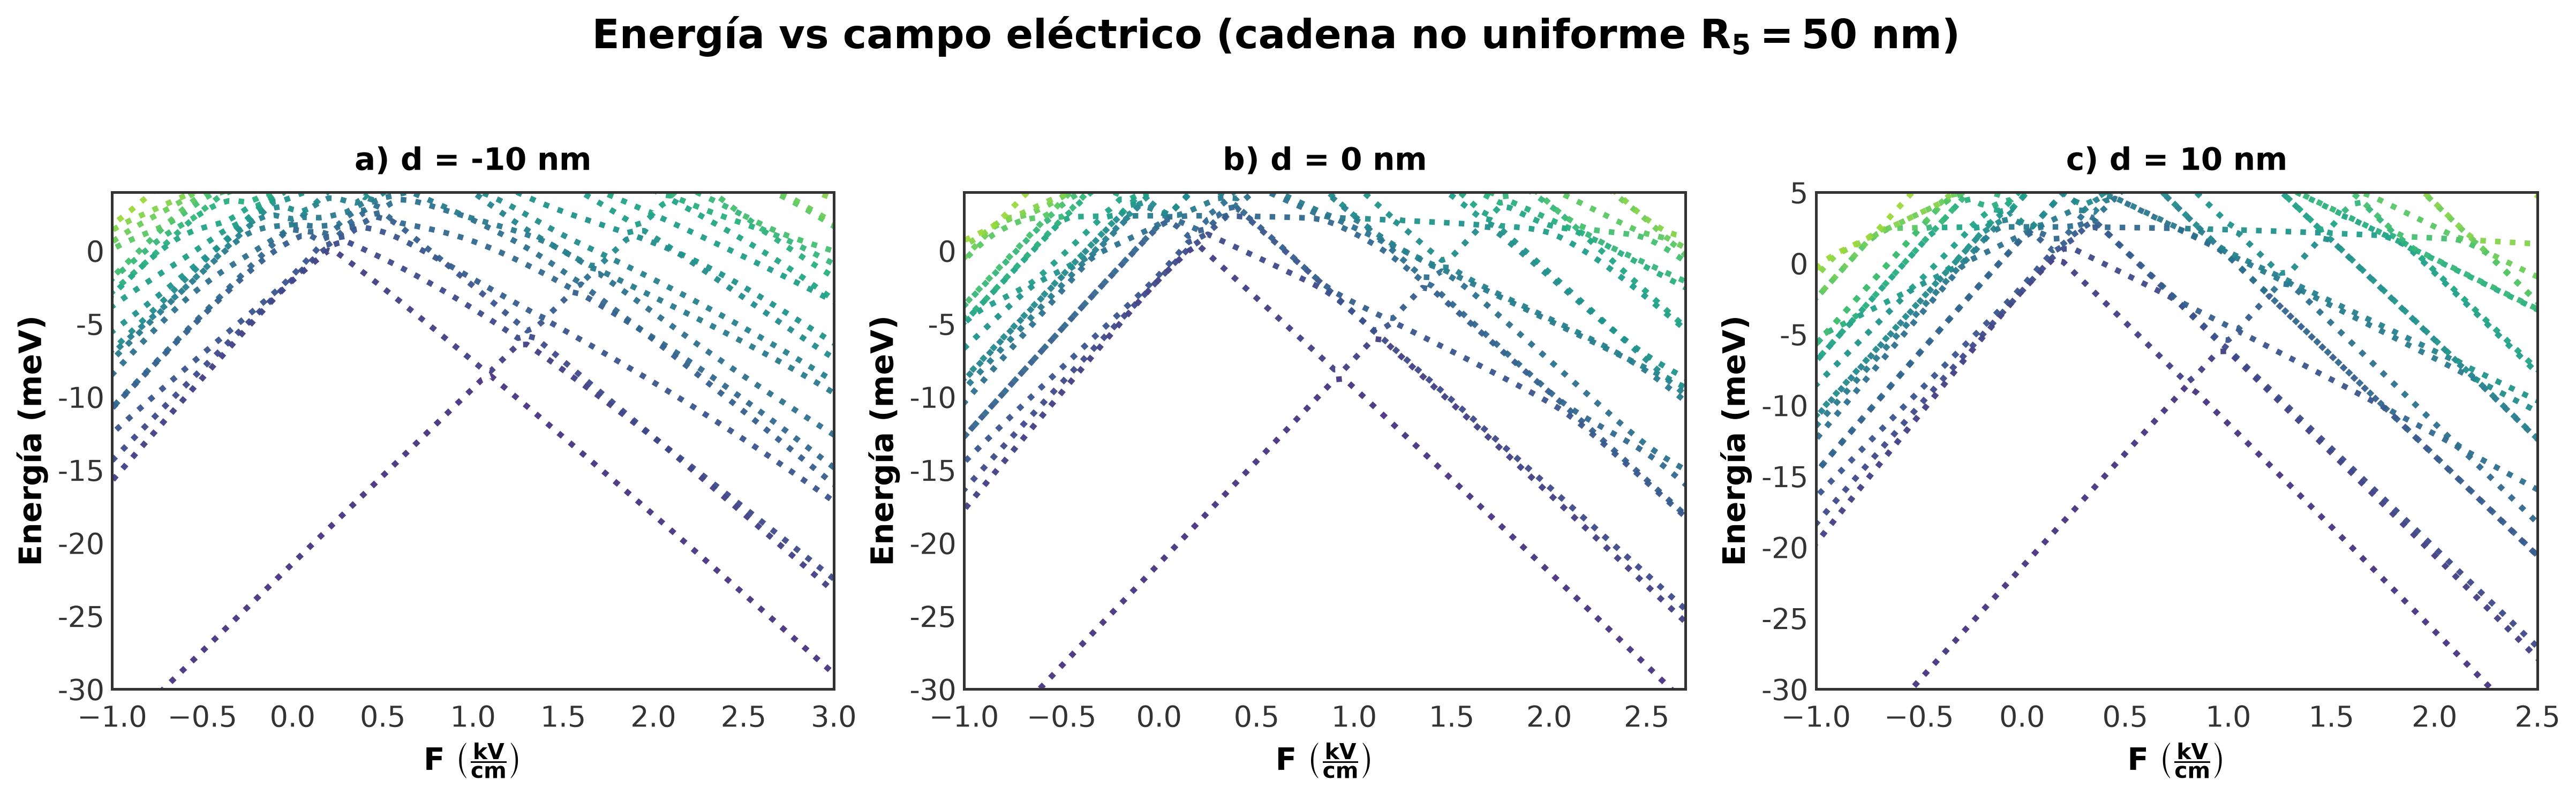 Energía vs campo eléctrico (cadena no uniforme R₅ = 50 nm)
a) d = -10 nm
b) d = 0 nm
c) d = 10 nm
Energía (meV)
0
-5
-10
-15
-20
-25
-30
−1.0 −0.5 0.0 0.5 1.0 1.5 2.0 2.5 3.0
F (kV/cm)
Energía (meV)
0
-5
-10
-15
-20
-25
-30
−1.0 −0.5 0.0 0.5 1.0 1.5 2.0 2.5
F (kV/cm)
Energía (meV)
5
0
-5
-10
-15
-20
-25
-30
−1.0 −0.5 0.0 0.5 1.0 1.5 2.0 2.5
F (kV/cm)